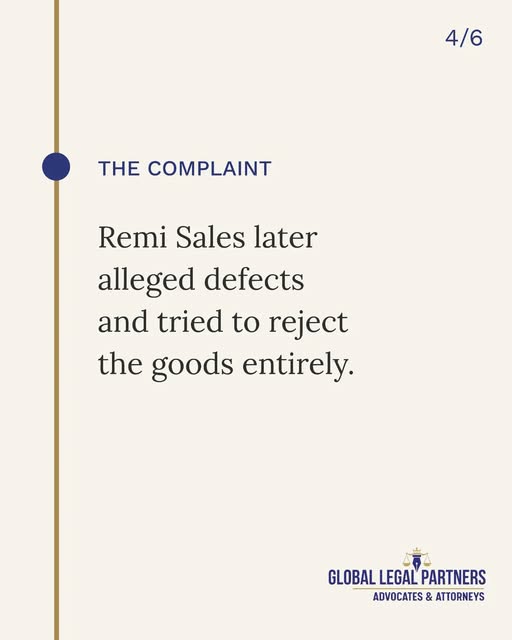 4/6
THE COMPLAINT
Remi Sales later
alleged defects
and tried to reject
the goods entirely.
GLOBAL LEGAL PARTNERS
ADVOCATES & ATTORNEYS